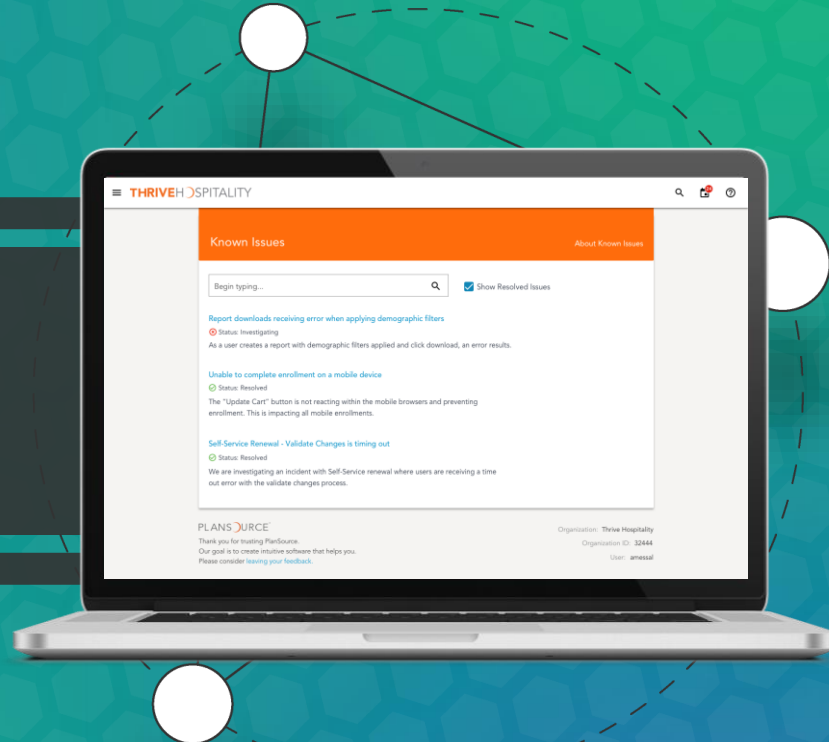 THRIVEHOSPITALITY
Known Issues
About Known Issues
Begin typing...
Show Resolved Issues
Report downloads receiving error when applying demographic filters
Status: Investigating
As a user creates a report with demographic filters applied and click download, an error results.
Unable to complete enrollment on a mobile device
Status: Resolved
The "Update Cart" button is not reacting within the mobile browsers and preventing
enrollment. This is impacting all mobile enrollments.
Self-Service Renewal - Validate Changes is timing out
Status: Resolved
We are investigating an incident with Self-Service renewal where users are receiving a time
out error with the validate changes process.
PLANSOURCE
Thank you for trusting PlanSource.
Our goal is to create intuitive software that helps you.
Please consider leaving your feedback.
Organization: Thrive Hospitality
Organization ID: 32444
User: amessal